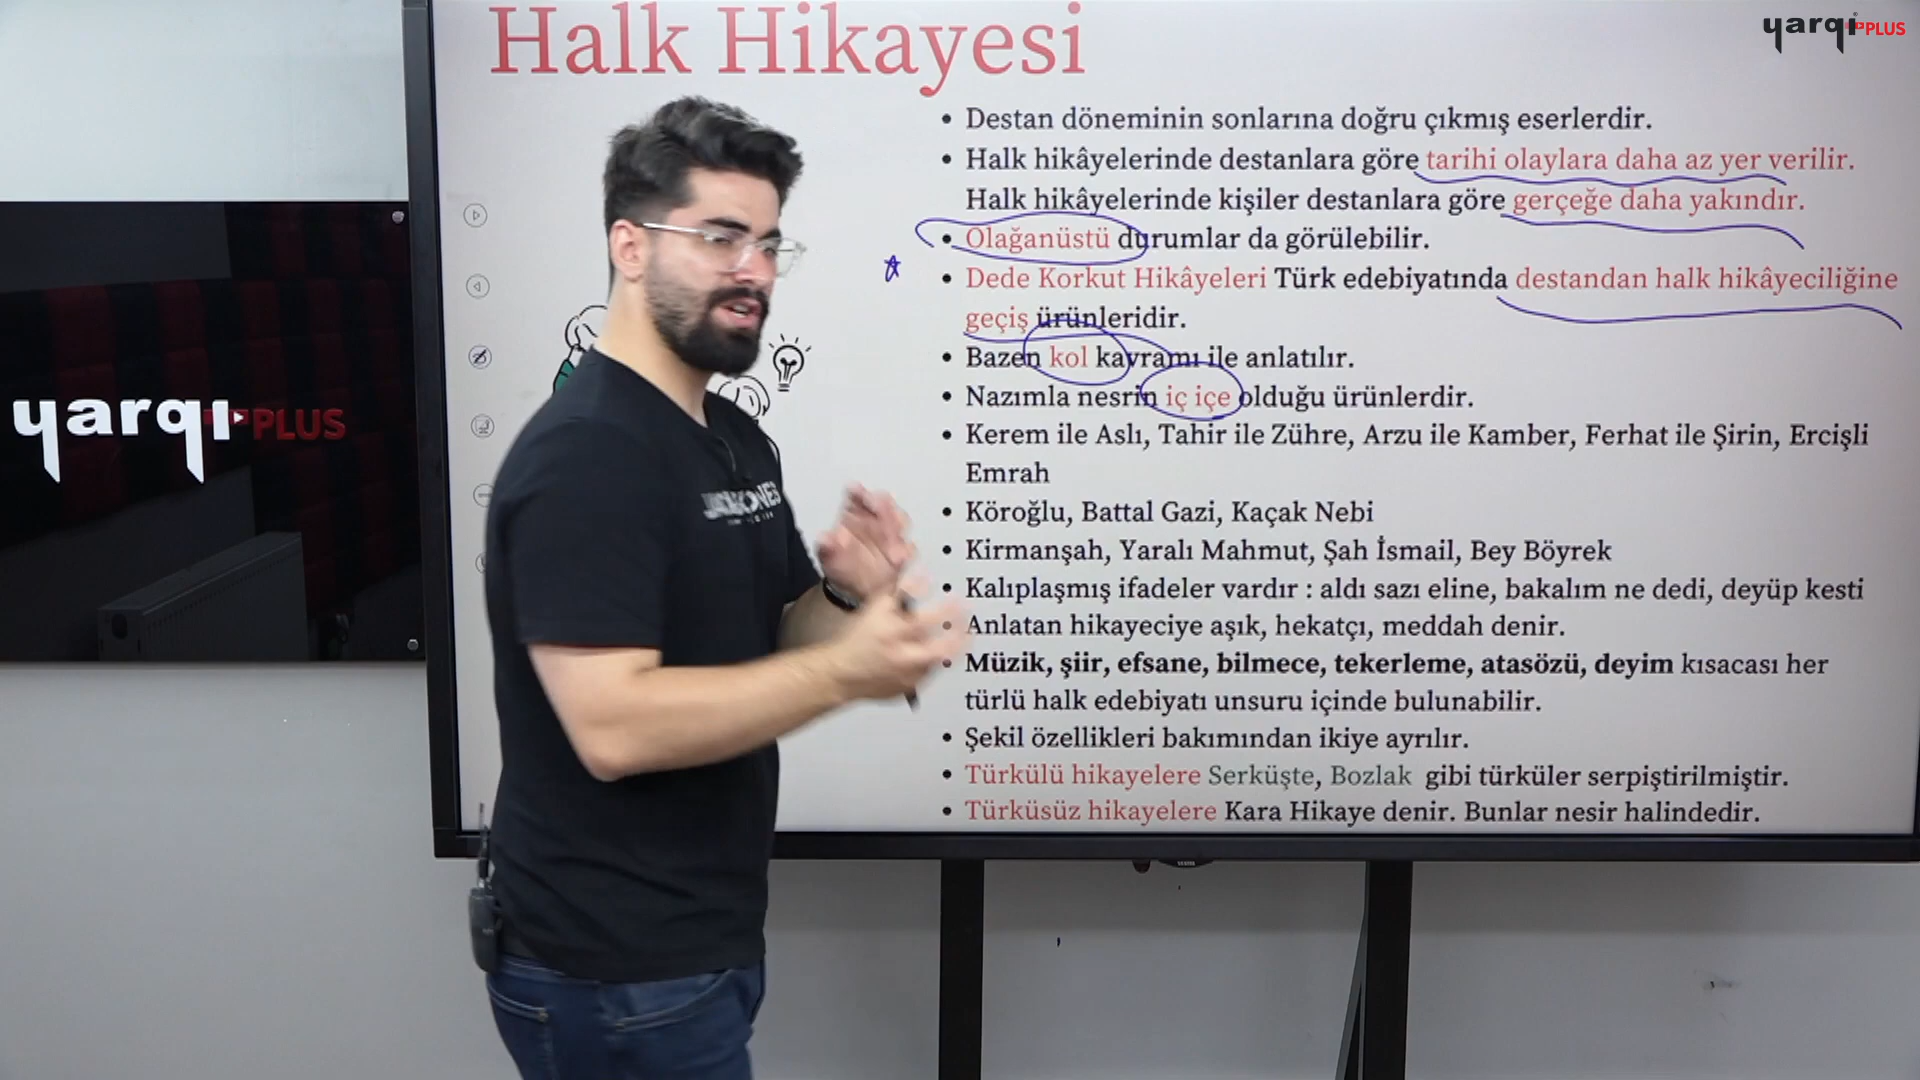 Halk Hikayesi
yarqı PLUS
• Destan döneminin sonlarına doğru çıkmış eserlerdir.
• Halk hikâyelerinde destanlara göre tarihi olaylara daha az yer verilir.
Halk hikâyelerinde kişiler destanlara göre gerçeğe daha yakındır.
• Olağanüstü durumlar da görülebilir.
• Dede Korkut Hikâyeleri Türk edebiyatında destandan halk hikâyeciliğine
geçiş ürünleridir.
• Bazen kol kavramı ile anlatılır.
• Nazımla nesrin iç içe olduğu ürünlerdir.
• Kerem ile Aslı, Tahir ile Zühre, Arzu ile Kamber, Ferhat ile Şirin, Ercişli
Emrah
• Köroğlu, Battal Gazi, Kaçak Nebi
• Kirmanşah, Yaralı Mahmut, Şah İsmail, Bey Böyrek
• Kalıplaşmış ifadeler vardır : aldı sazı eline, bakalım ne dedi, deyüp kesti
• Anlatan hikayeciye aşık, hekatçı, meddah denir.
• Müzik, şiir, efsane, bilmece, tekerleme, atasözü, deyim kısacası her
türlü halk edebiyatı unsuru içinde bulunabilir.
• Şekil özellikleri bakımından ikiye ayrılır.
• Türkülü hikayelere Serküşte, Bozlak gibi türküler serpiştirilmiştir.
• Türküsüz hikayelere Kara Hikaye denir. Bunlar nesir halindedir.
yarqı PLUS